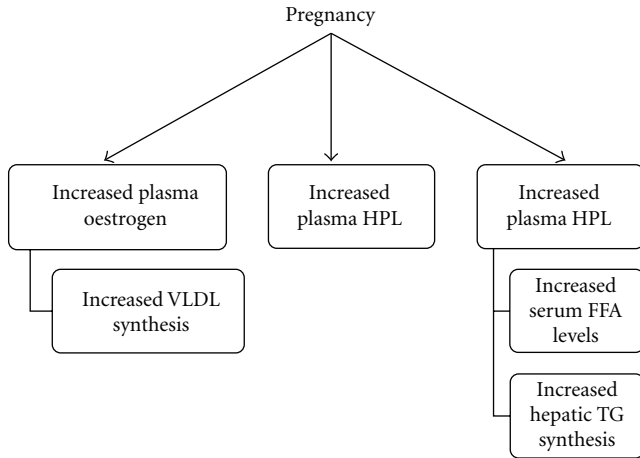 Pregnancy
Increased plasma
oestrogen
Increased VLDL
synthesis
Increased
plasma HPL
Increased
plasma HPL
Increased
serum FFA
levels
Increased
hepatic TG
synthesis